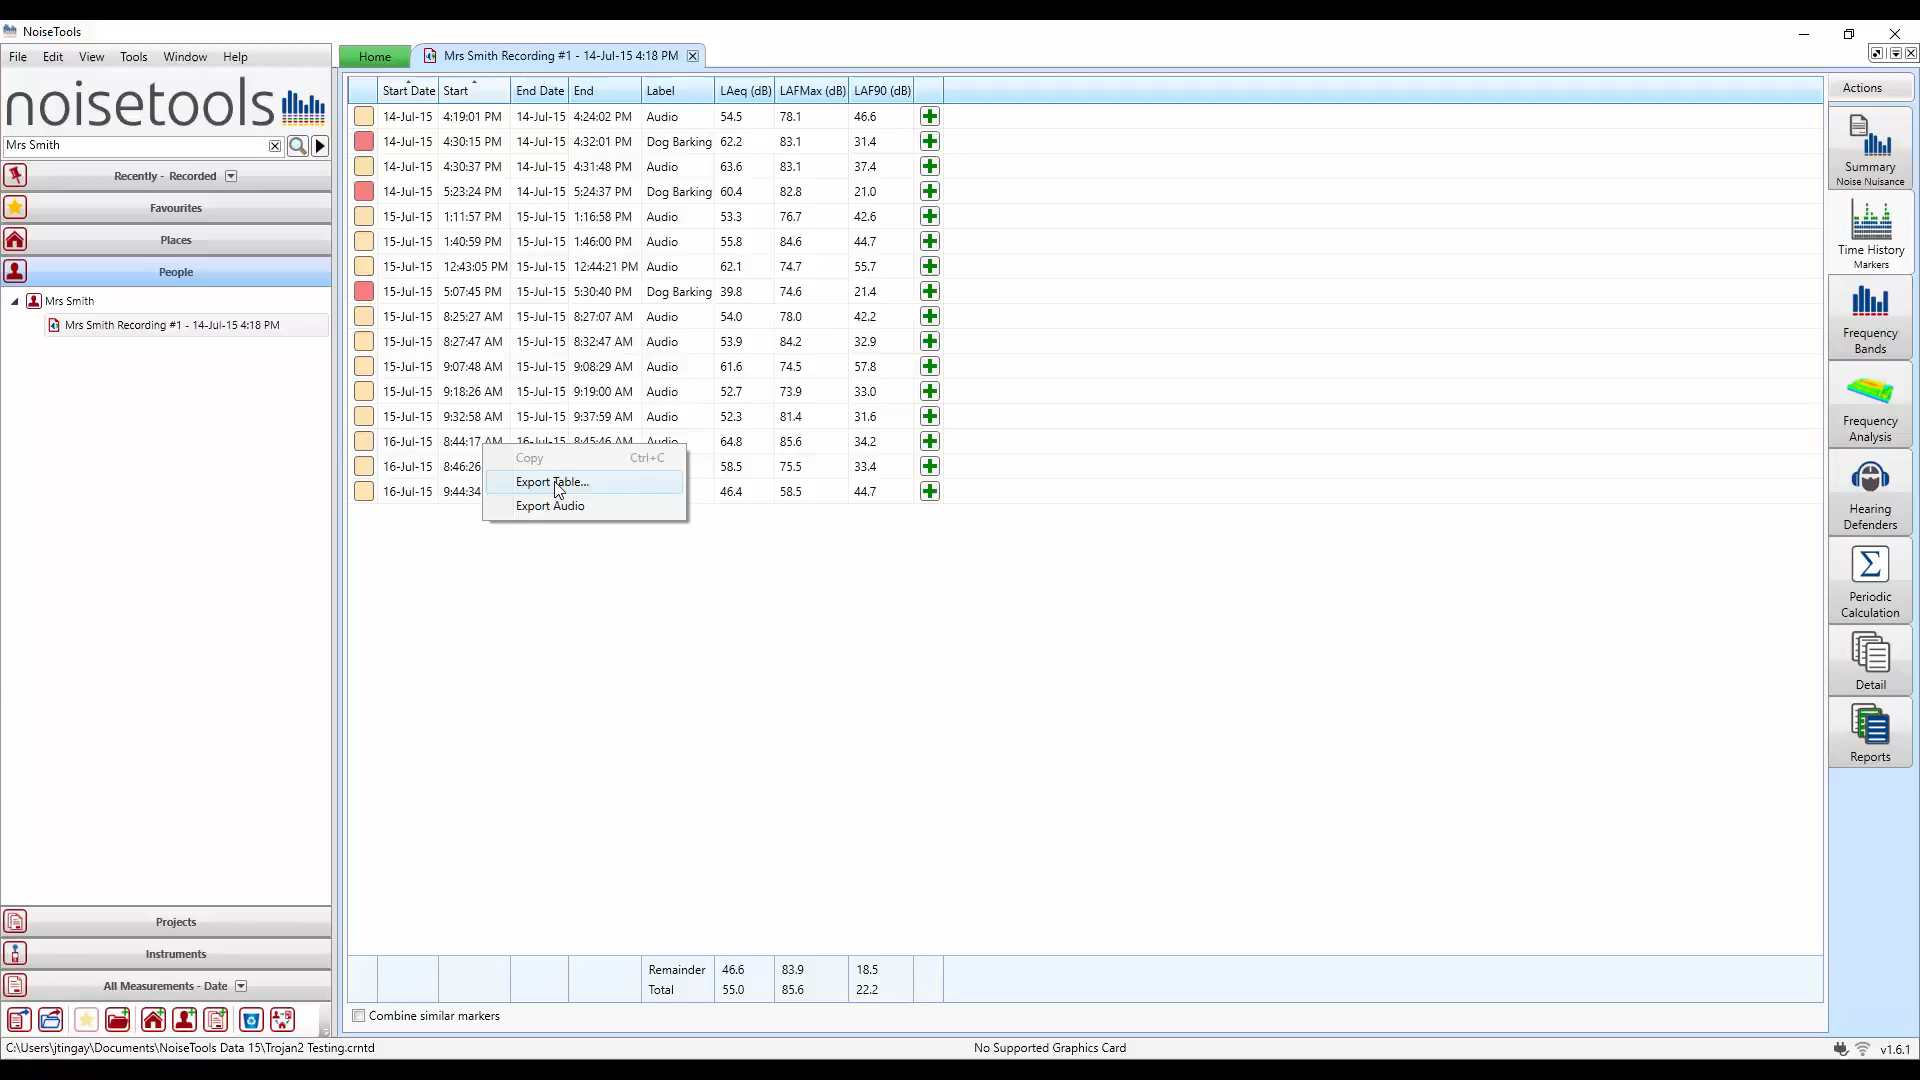 NoiseTools
File Edit View Tools Window Help
noisetools
Mrs Smith
Recently - Recorded
Favourites
Places
People
Mrs Smith
Mrs Smith Recording #1 - 14-Jul-15 4:18 PM
Projects
Instruments
All Measurements - Date
Home Mrs Smith Recording #1 - 14-Jul-15 4:18 PM
Start Date Start End Date End Label LAeq (dB) LAFMax (dB) LAF90 (dB)
14-Jul-15 4:19:01 PM 14-Jul-15 4:24:02 PM Audio 54.5 78.1 46.6
14-Jul-15 4:30:15 PM 14-Jul-15 4:32:01 PM Dog Barking 62.2 83.1 31.4
14-Jul-15 4:30:37 PM 14-Jul-15 4:31:48 PM Audio 63.6 83.1 37.4
14-Jul-15 5:23:24 PM 14-Jul-15 5:24:37 PM Dog Barking 60.4 82.8 21.0
15-Jul-15 1:11:57 PM 15-Jul-15 1:16:58 PM Audio 53.3 76.7 42.6
15-Jul-15 1:40:59 PM 15-Jul-15 1:46:00 PM Audio 55.8 84.6 44.7
15-Jul-15 12:43:05 PM 15-Jul-15 12:44:21 PM Audio 62.1 74.7 55.7
15-Jul-15 5:07:45 PM 15-Jul-15 5:30:40 PM Dog Barking 39.8 74.6 21.4
15-Jul-15 8:25:27 AM 15-Jul-15 8:27:07 AM Audio 54.0 78.0 42.2
15-Jul-15 8:27:47 AM 15-Jul-15 8:32:47 AM Audio 53.9 84.2 32.9
15-Jul-15 9:07:48 AM 15-Jul-15 9:08:29 AM Audio 61.6 74.5 57.8
15-Jul-15 9:18:26 AM 15-Jul-15 9:19:00 AM Audio 52.7 73.9 33.0
15-Jul-15 9:32:58 AM 15-Jul-15 9:37:59 AM Audio 52.3 81.4 31.6
16-Jul-15 8:44:17 AM 16-Jul-15 8:45:46 AM Audio 64.8 85.6 34.2
16-Jul-15 8:46:26 58.5 75.5 33.4
16-Jul-15 9:44:34 46.4 58.5 44.7
Copy Ctrl+C
Export Table...
Export Audio
Remainder 46.6 83.9 18.5
Total 55.0 85.6 22.2
Combine similar markers
Actions
Summary
Noise Nuisance
Time History
Markers
Frequency
Bands
Frequency
Analysis
Hearing
Defenders
Σ
Periodic
Calculation
Detail
Reports
C:\Users\jtingay\Documents\NoiseTools Data 15\Trojan2 Testing.crntd No Supported Graphics Card v1.6.1